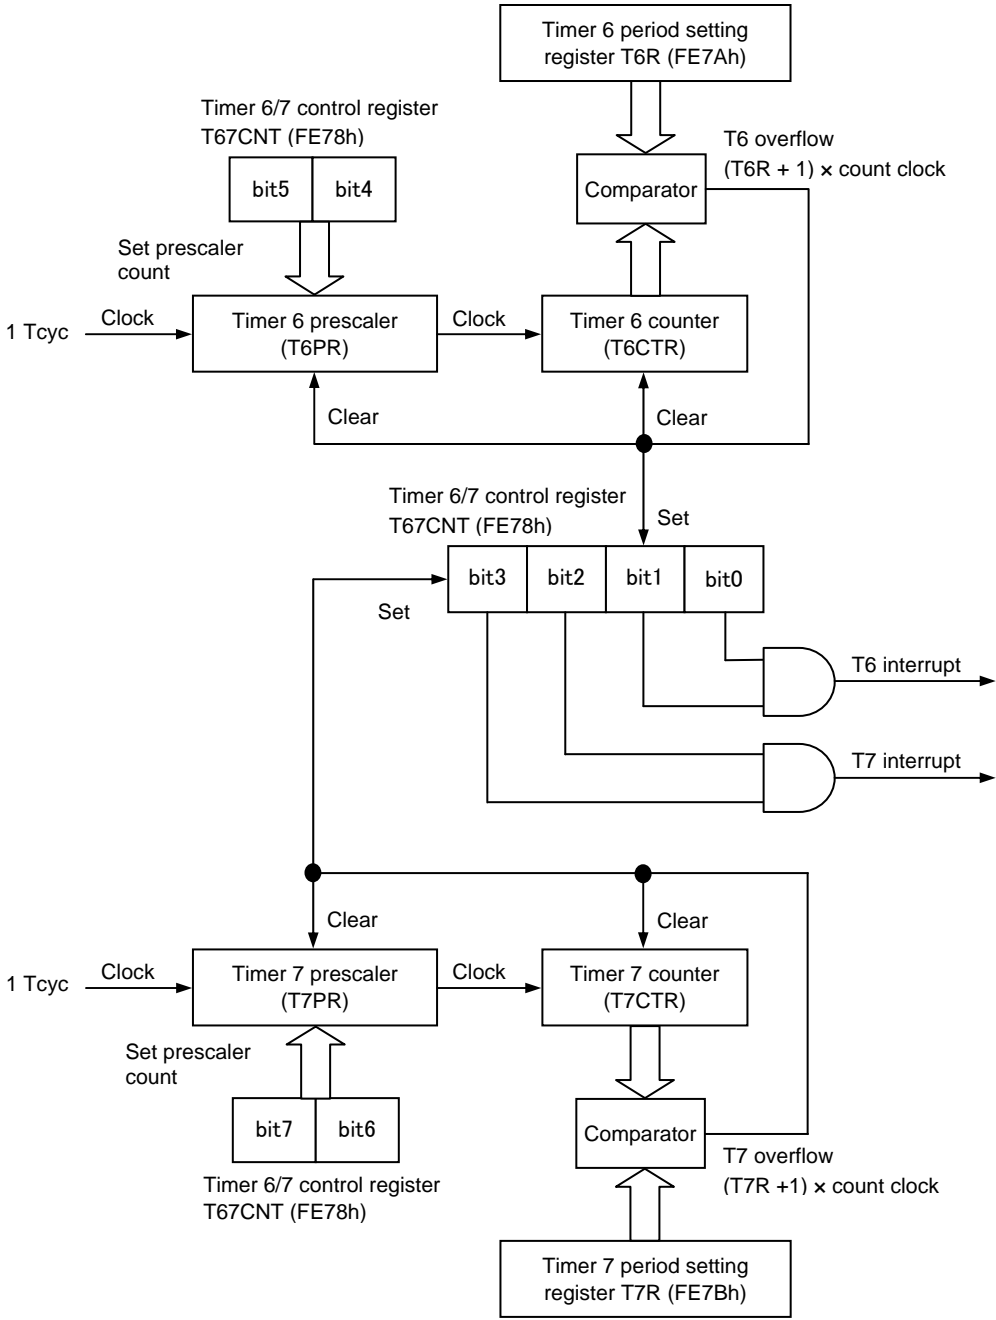 Timer 6 period setting
register T6R (FE7Ah)
Timer 6/7 control register
T67CNT (FE78h)
bit5 bit4
T6 overflow
(T6R + 1) × count clock
Comparator
Set prescaler
count
1 Tcyc
Clock
Timer 6 prescaler
(T6PR)
Clock
Timer 6 counter
(T6CTR)
Clear
Clear
Timer 6/7 control register
T67CNT (FE78h)
Set
bit3 bit2 bit1 bit0
Set
T6 interrupt
T7 interrupt
Clear
Clear
1 Tcyc
Clock
Timer 7 prescaler
(T7PR)
Clock
Timer 7 counter
(T7CTR)
Set prescaler
count
bit7 bit6
Comparator
T7 overflow
(T7R +1) × count clock
Timer 6/7 control register
T67CNT (FE78h)
Timer 7 period setting
register T7R (FE7Bh)